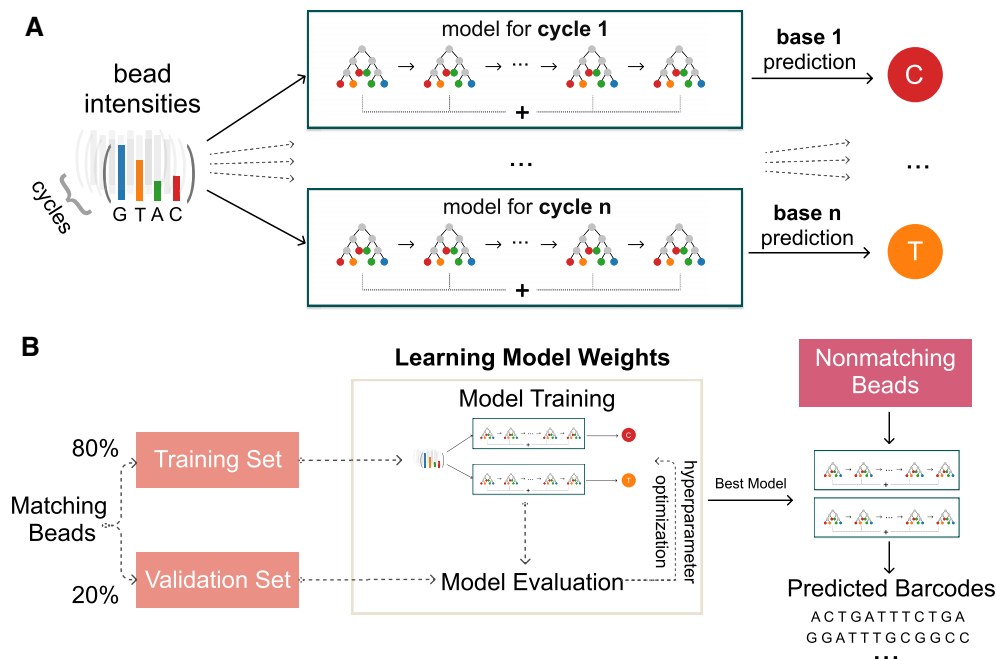 A
bead
intensities
cycles
G T A C
model for cycle 1
+
base 1
prediction
C
...
...
model for cycle n
+
base n
prediction
T
B
Learning Model Weights
80%
Matching
Beads
20%
Training Set
Validation Set
Model Training
C
T
hyperparameter
optimization
Model Evaluation
Best Model
Nonmatching
Beads
Predicted Barcodes
ACTGATTTCTGA
GGATTTGCGGCC
...